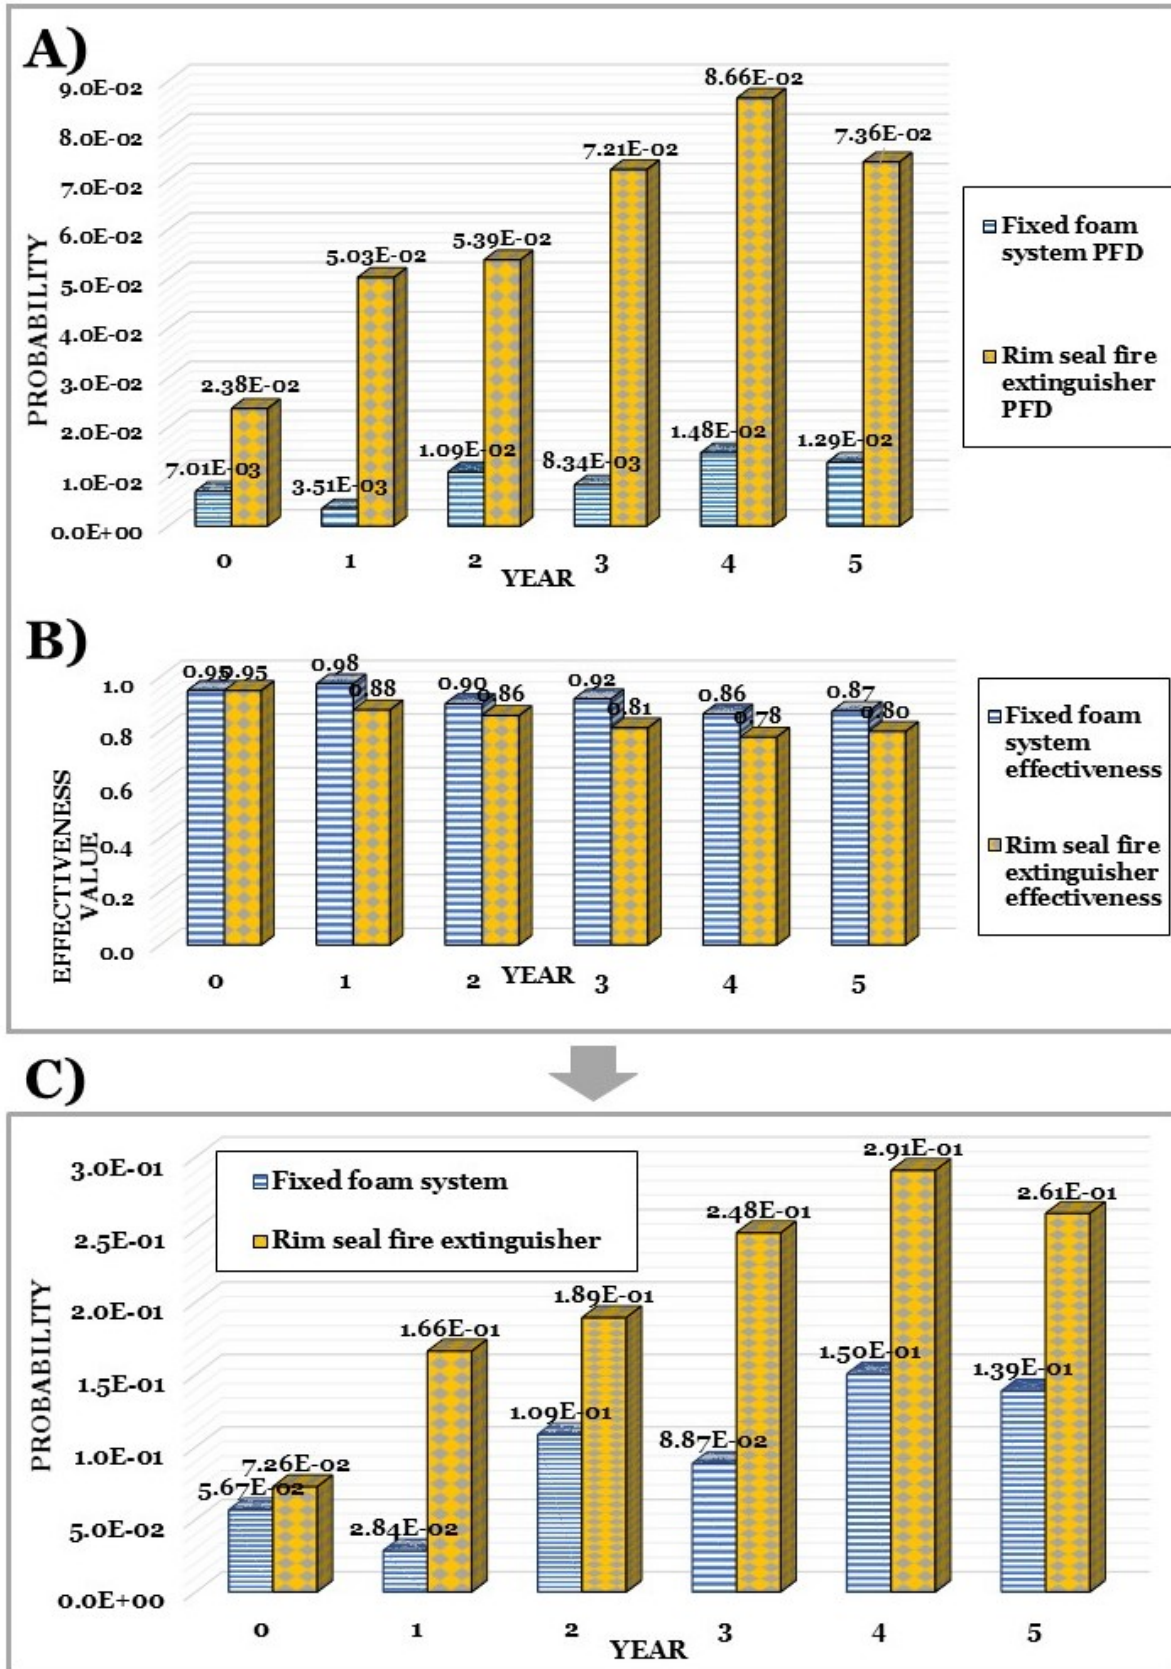 A)
9.0E-02
8.0E-02
7.0E-02
6.0E-02
5.0E-02
4.0E-02
3.0E-02
2.0E-02
1.0E-02
0.0E+00
PROBABILITY
7.01E-03
2.38E-02
3.51E-03
5.03E-02
1.09E-02
5.39E-02
8.34E-03
7.21E-02
1.48E-02
8.66E-02
1.29E-02
7.36E-02
0 1 2 3 4 5
YEAR
Fixed foam
system PFD
Rim seal fire
extinguisher
PFD
B)
1.0
0.8
0.6
0.4
0.2
0.0
EFFECTIVENESS
VALUE
0.95 0.95
0.98 0.88
0.90 0.86
0.92 0.81
0.86 0.78
0.87 0.80
0 1 2 3 4 5
YEAR
Fixed foam
system
effectiveness
Rim seal fire
extinguisher
effectiveness
C)
3.0E-01
2.5E-01
2.0E-01
1.5E-01
1.0E-01
5.0E-02
0.0E+00
PROBABILITY
Fixed foam system
Rim seal fire extinguisher
5.67E-02
7.26E-02
2.84E-02
1.66E-01
1.09E-01
1.89E-01
8.87E-02
2.48E-01
1.50E-01
2.91E-01
1.39E-01
2.61E-01
0 1 2 3 4 5
YEAR